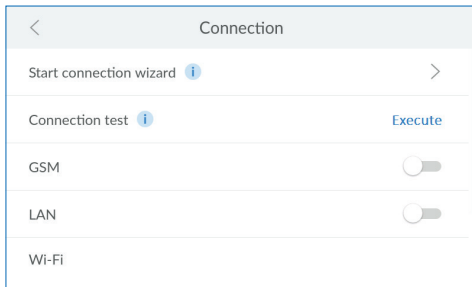 Connection
Start connection wizard i
Connection test i Execute
GSM
LAN
Wi-Fi